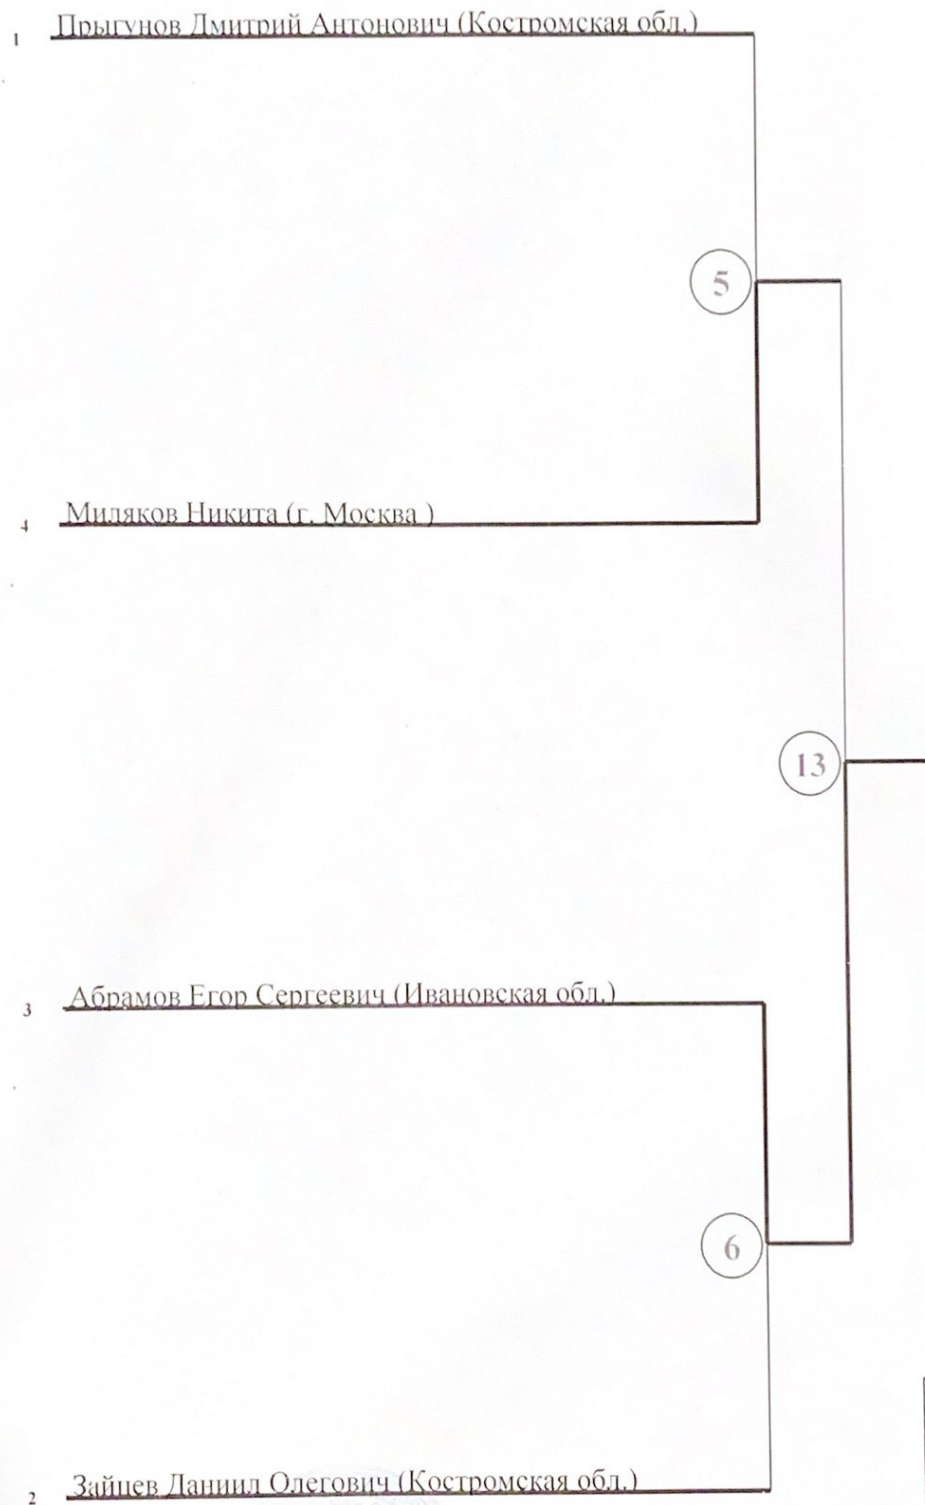 1 Прыгунов Дмитрий Антонович (Костромская обл.)
5
4 Миляков Никита (г. Москва )
13
3 Абрамов Егор Сергеевич (Ивановская обл.)
6
2 Зайцев Даниил Олегович (Костромская обл.)